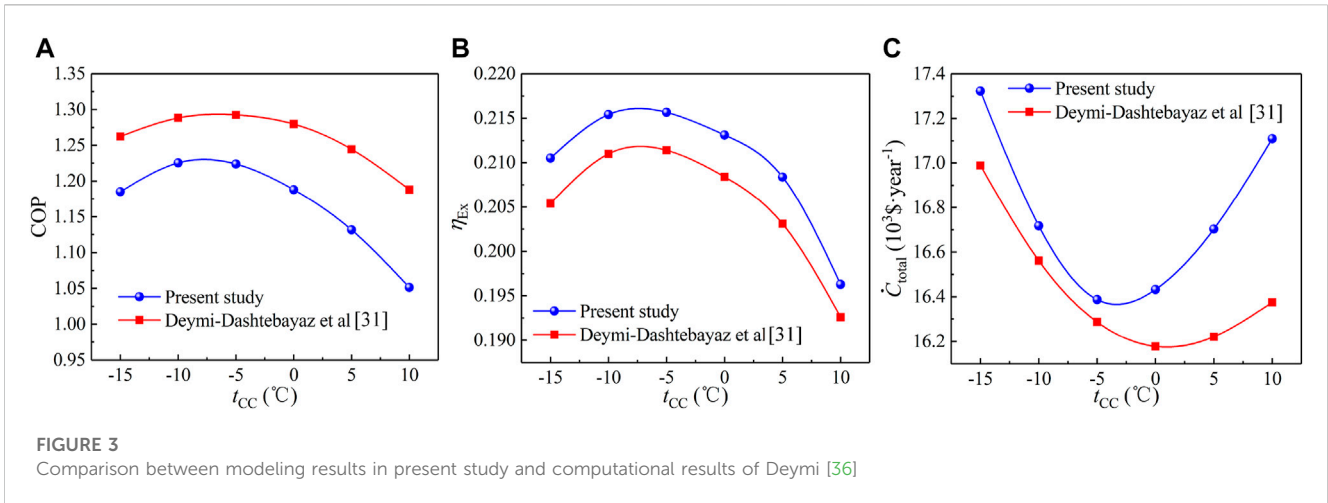 A
1.35
1.30
1.25
1.20
1.15
1.10
1.05
1.00
0.95
COP
Present study
Deymi-Dashtebayaz et al [31]
-15 -10 -5 0 5 10
tCC (℃)
B
0.220
0.215
0.210
0.205
0.200
0.195
0.190
ηEx
Present study
Deymi-Dashtebayaz et al [31]
-15 -10 -5 0 5 10
tCC (℃)
C
17.4
17.0
16.8
16.6
16.4
16.2
Ċtotal (10³$·year⁻¹)
Present study
Deymi-Dashtebayaz et al [31]
-15 -10 -5 0 5 10
tCC (℃)
FIGURE 3
Comparison between modeling results in present study and computational results of Deymi [36]